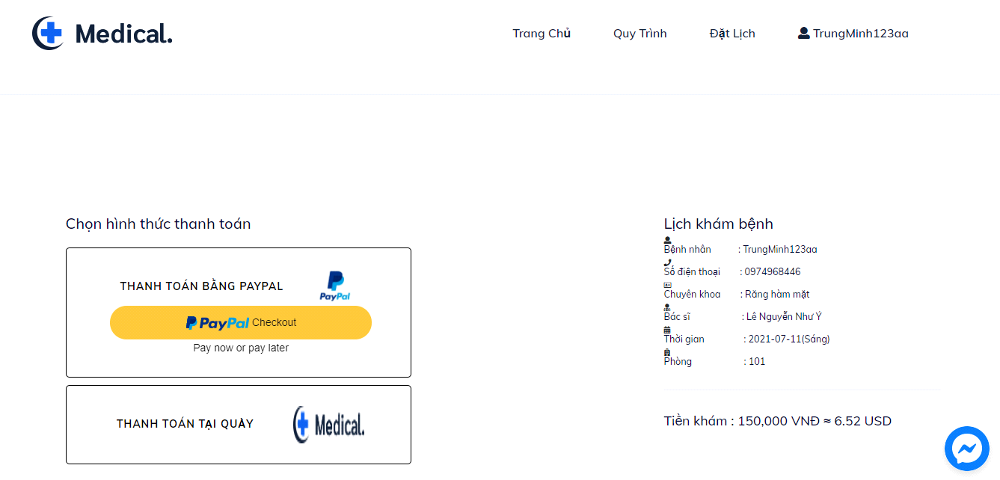 Medical.
Trang Chủ
Quy Trình
Đặt Lịch
TrungMinh123aa
Chọn hình thức thanh toán
THANH TOÁN BẰNG PAYPAL
PayPal
PayPal Checkout
Pay now or pay later
THANH TOÁN TẠI QUẦY
Medical.
Lịch khám bệnh
Bệnh nhân : TrungMinh123aa
Số điện thoại : 0974968446
Chuyên khoa : Răng hàm mặt
Bác sĩ : Lê Nguyễn Như Ý
Thời gian : 2021-07-11(Sáng)
Phòng : 101
Tiền khám : 150,000 VNĐ ≈ 6.52 USD